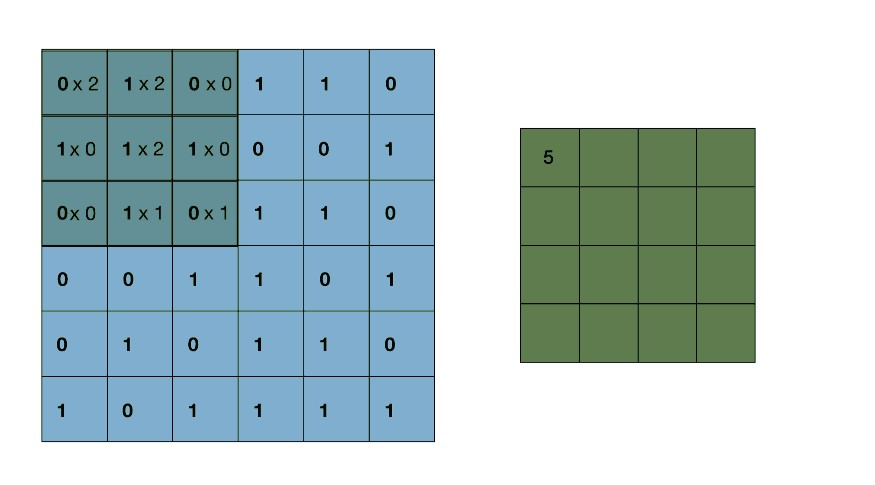 0 x 2 1 x 2 0 x 0 1 1 0
1 x 0 1 x 2 1 x 0 0 0 1
0x 0 1 x 1 0 x 1 1 1 0
0 0 1 1 0 1
0 1 0 1 1 0
1 0 1 1 1 1
5